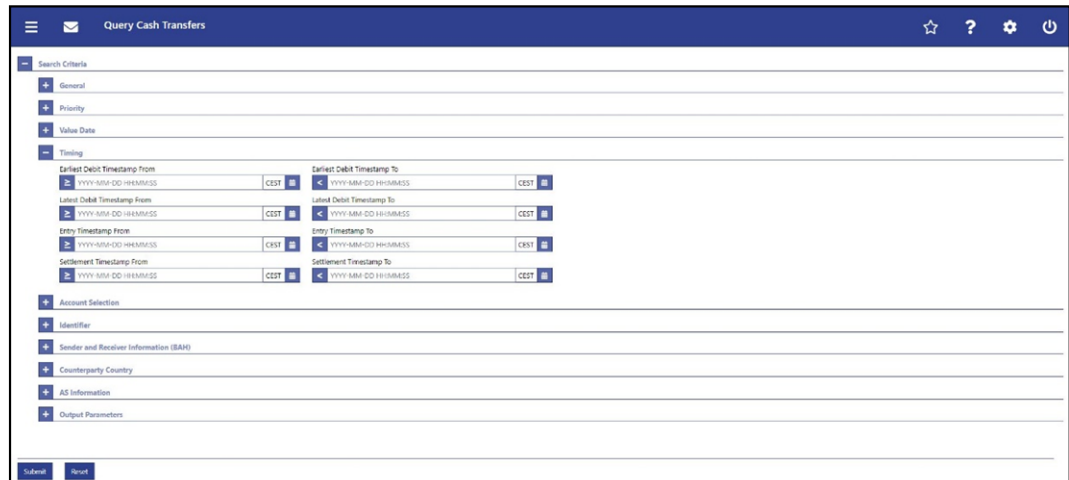 Query Cash Transfers
?
− Search Criteria
+ General
+ Priority
+ Value Date
− Timing
Earliest Debit Timestamp From Earliest Debit Timestamp To
≥ YYYY-MM-DD HH:MM:SS CEST < YYYY-MM-DD HH:MM:SS CEST
Latest Debit Timestamp From Latest Debit Timestamp To
≥ YYYY-MM-DD HH:MM:SS CEST < YYYY-MM-DD HH:MM:SS CEST
Entry Timestamp From Entry Timestamp To
≥ YYYY-MM-DD HH:MM:SS CEST < YYYY-MM-DD HH:MM:SS CEST
Settlement Timestamp From Settlement Timestamp To
≥ YYYY-MM-DD HH:MM:SS CEST < YYYY-MM-DD HH:MM:SS CEST
+ Account Selection
+ Identifier
+ Sender and Receiver Information (BAH)
+ Counterparty Country
+ AS Information
+ Output Parameters
Submit Reset